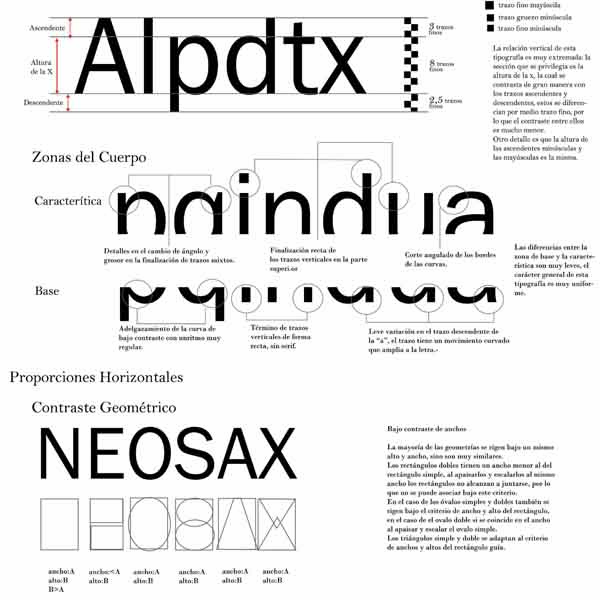 Ascendente
Altura
de la X
Descendente
Alpdtx
3 trazos
finos
8 trazos
finos
2,5 trazos
finos
trazo fino mayúscila
trazo grueso minúscula
trazo fino minúscula
La relación vertical de esta
tipografía es muy extremada: la
sección que se privilegia es la
altura de la x, la cual se
contrasta de gran manera con
los trazos ascendentes y
descendentes, estos se diferen-
cian por medio trazo fino, por
lo que el contraste entre ellos
es mucho menor.
Otro detalle es que la altura de
las ascendentes minúsculas y
las mayúsculas es la misma.
Zonas del Cuerpo
Característica
pqindua
Detalles en el cambio de ángulo y
grosor en la finalización de trazos mixtos.
Finalización recta de
los trazos verticales en la parte
superi.or
Corte angulado de los bordes
de las curvas.
Las diferencias entre la
zona de base y la caracte-
rística son muy leves, el
carácter general de esta
tipografía es muy unifor-
me.
Base
pqindua
Adelgazamiento de la curva de
bajo contraste con unritmo muy
regular.
Término de trazos
verticales de forma
recta, sin serif.
Leve variación en el trazo descendente de
la "a", el trazo tiene un movimiento curvado
que amplia a la letra.-
Proporciones Horizontales
Contraste Geométrico
NEOSAX
ancho:A
alto:B
B>A
ancho:<A
alto:B
ancho:A
alto:B
ancho:A
alto:B
ancho:A
alto:B
ancho:A
alto:B
Bajo contraste de anchos
La mayoría de las geometrías se rigen bajo un mismo
alto y ancho, sino son muy similares.
Los rectángulos dobles tienen un ancho menor al del
rectángulo simple, al apaisarlos y escalarlos al mismo
ancho los rectángulos no alcanzan a juntarse, por lo
que no se puede asociar bajo este criterio.
En el caso de los óvalos simples y dobles también se
rigen bajo el criterio de ancho y alto del rectángulo,
en el caso de el ovalo doble si se coincide en el ancho
al apaisar y escalar el ovalo simple.
Los triángulos simple y doble se adaptan al criterio
de anchos y altos del rectángulo guía.